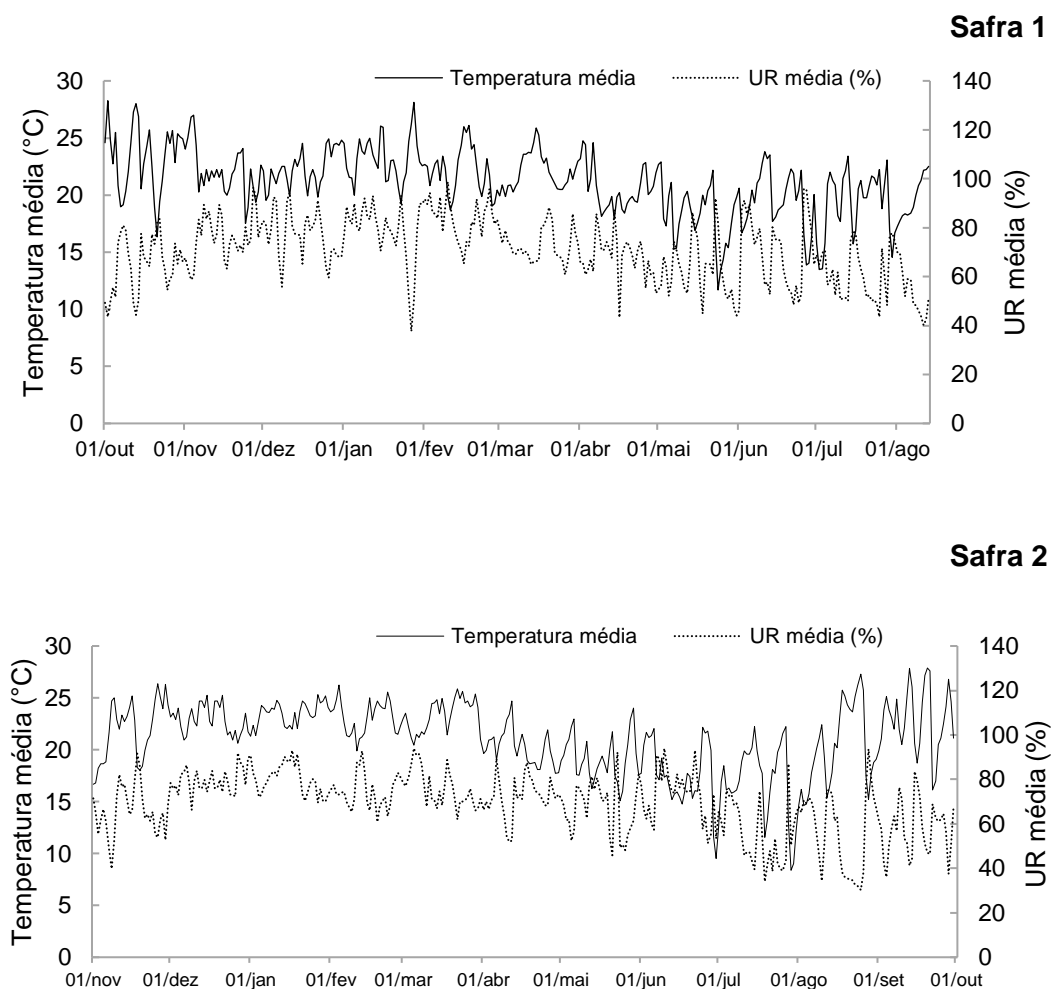 Safra 1
Temperatura média
UR média (%)
Temperatura média (°C)
30
25
20
15
10
5
0
140
120
100
80
60
40
20
0
UR média (%)
01/out 01/nov 01/dez 01/jan 01/fev 01/mar 01/abr 01/mai 01/jun 01/jul 01/ago
Safra 2
Temperatura média
UR média (%)
Temperatura média (°C)
30
25
20
15
10
5
0
140
120
100
80
60
40
20
0
UR média (%)
01/nov 01/dez 01/jan 01/fev 01/mar 01/abr 01/mai 01/jun 01/jul 01/ago 01/set 01/out